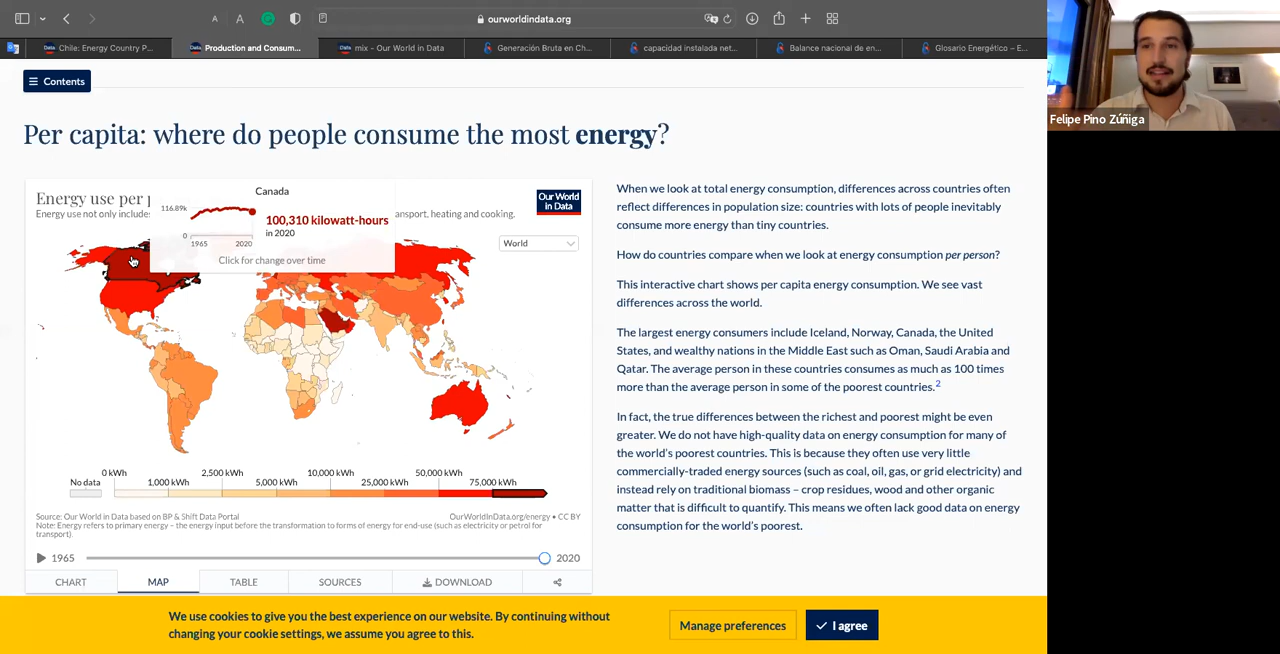 A A ourworldindata.org
Chile: Energy Country P...
Production and Consum...
mix - Our World in Data
Generación Bruta en Ch...
capacidad instalada net...
Balance nacional de en...
Glosario Energético – E...
Contents
Per capita: where do people consume the most energy?
Energy use per p
Energy use not only includes
ansport, heating and cooking.
Our World
in Data
Canada
116.89k
0
1965 2020
100,310 kilowatt-hours
in 2020
Click for change over time
World
No data
0 kWh 2,500 kWh 10,000 kWh 50,000 kWh
1,000 kWh 5,000 kWh 25,000 kWh 75,000 kWh
Source: Our World in Data based on BP & Shift Data Portal
OurWorldInData.org/energy • CC BY
Note: Energy refers to primary energy – the energy input before the transformation to forms of energy for end-use (such as electricity or petrol for
transport).
1965 2020
CHART MAP TABLE SOURCES DOWNLOAD
When we look at total energy consumption, differences across countries often
reflect differences in population size: countries with lots of people inevitably
consume more energy than tiny countries.
How do countries compare when we look at energy consumption per person?
This interactive chart shows per capita energy consumption. We see vast
differences across the world.
The largest energy consumers include Iceland, Norway, Canada, the United
States, and wealthy nations in the Middle East such as Oman, Saudi Arabia and
Qatar. The average person in these countries consumes as much as 100 times
more than the average person in some of the poorest countries.2
In fact, the true differences between the richest and poorest might be even
greater. We do not have high-quality data on energy consumption for many of
the world's poorest countries. This is because they often use very little
commercially-traded energy sources (such as coal, oil, gas, or grid electricity) and
instead rely on traditional biomass – crop residues, wood and other organic
matter that is difficult to quantify. This means we often lack good data on energy
consumption for the world's poorest.
We use cookies to give you the best experience on our website. By continuing without
changing your cookie settings, we assume you agree to this.
Manage preferences
I agree
Felipe Pino Zúñiga